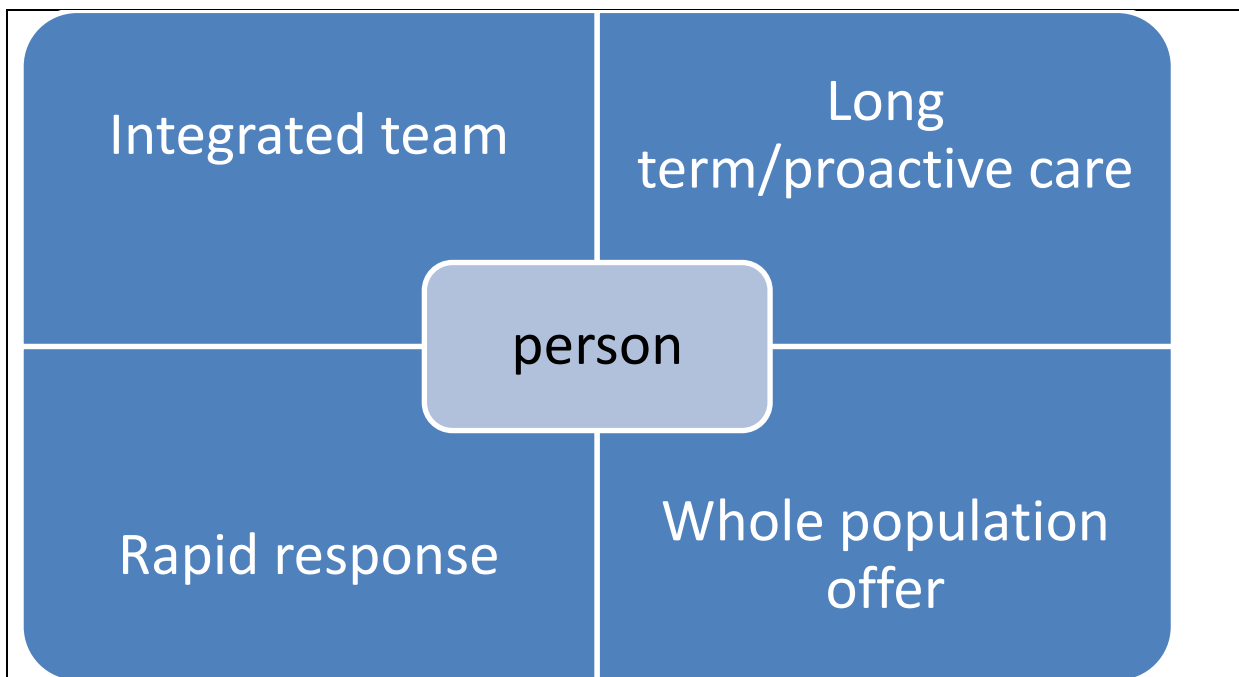 Integrated team
Long
term/proactive care
person
Rapid response
Whole population
offer